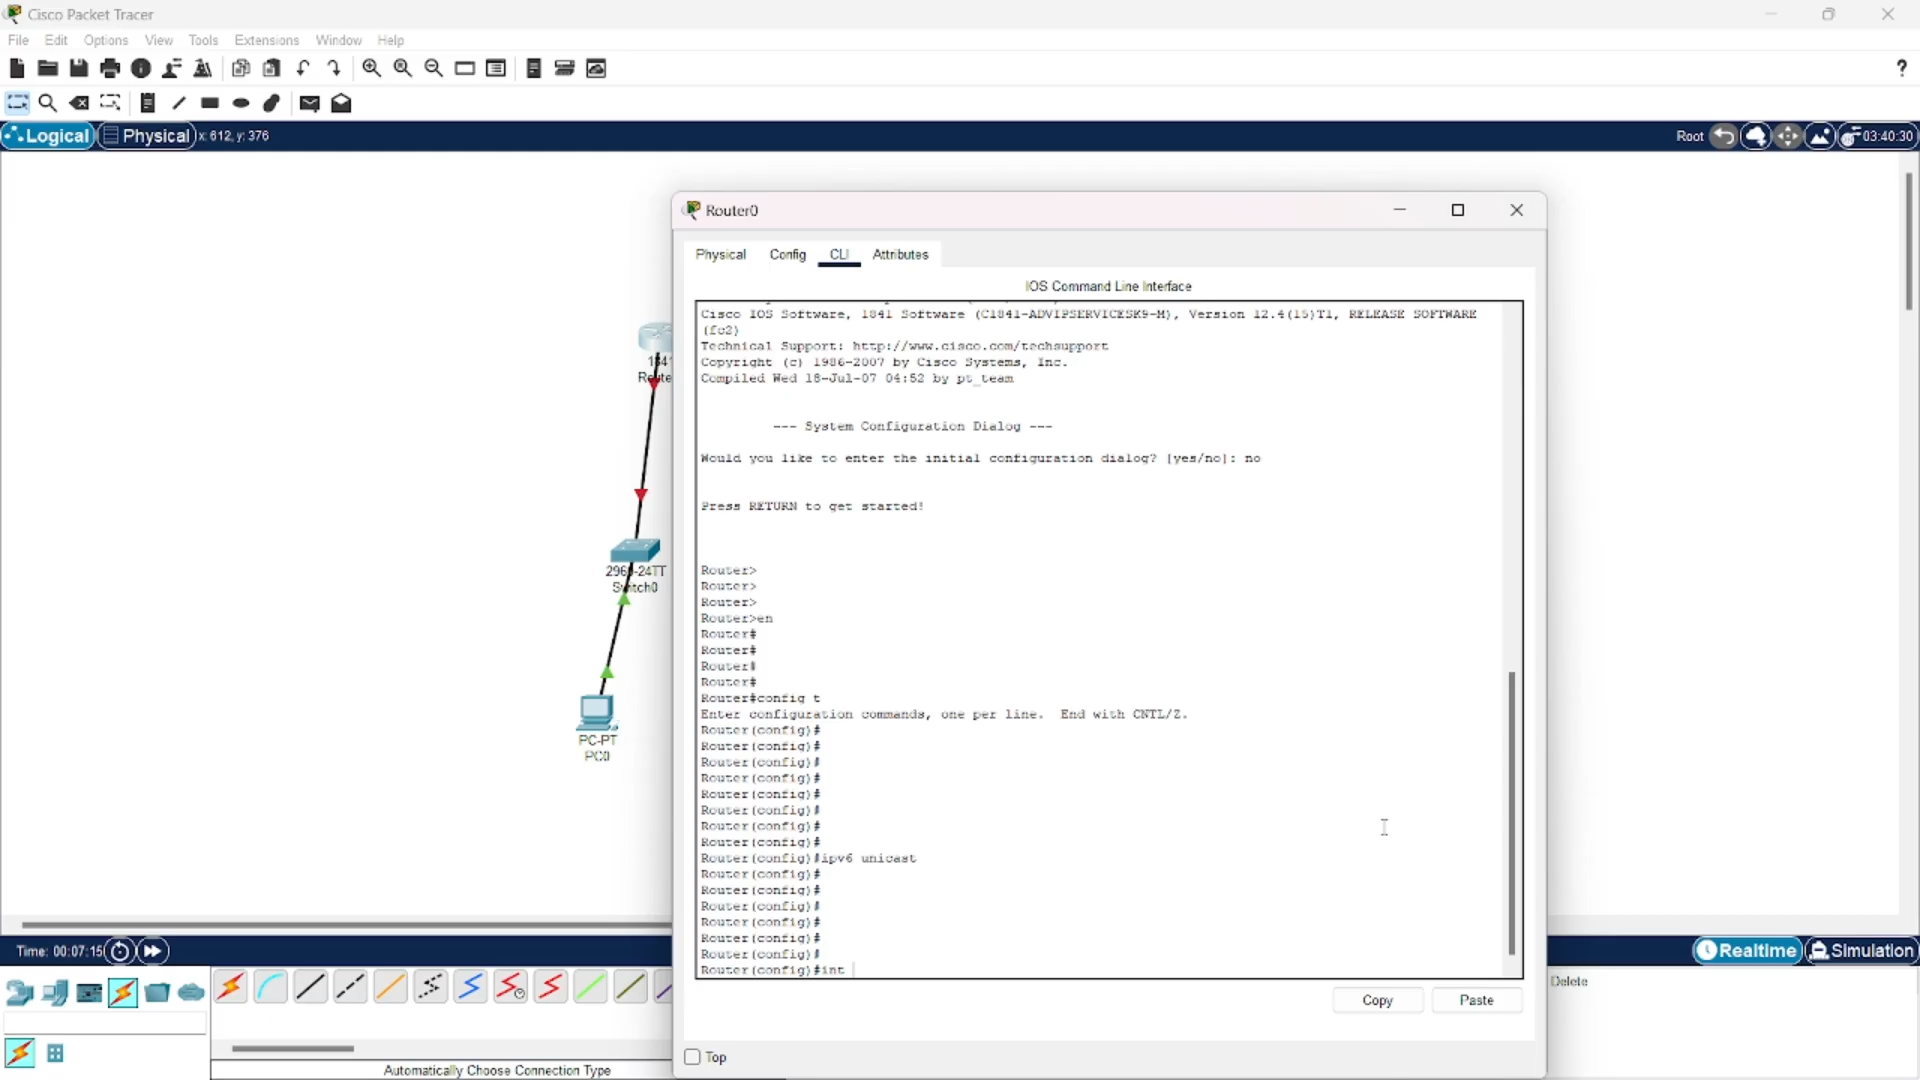 Cisco Packet Tracer
File Edit Options View Tools Extensions Window Help
?
Logical Physical x: 612, y: 376 Root 03:40:30
Router0
Physical Config CLI Attributes
IOS Command Line Interface
Cisco IOS Software, 1841 Software (C1841-ADVIPSERVICESK9-M), Version 12.4(15)T1, RELEASE SOFTWARE
(fc2)
Technical Support: http://www.cisco.com/techsupport
Copyright (c) 1986-2007 by Cisco Systems, Inc.
Compiled Wed 18-Jul-07 04:52 by pt_team
--- System Configuration Dialog ---
Would you like to enter the initial configuration dialog? [yes/no]: no
Press RETURN to get started!
Router>
Router>
Router>
Router>en
Router#
Router#
Router#
Router#
Router#config t
Enter configuration commands, one per line.  End with CNTL/Z.
Router(config)#
Router(config)#
Router(config)#
Router(config)#
Router(config)#
Router(config)#
Router(config)#
Router(config)#
Router(config)#ipv6 unicast
Router(config)#
Router(config)#
Router(config)#
Router(config)#
Router(config)#
Router(config)#
Router(config)#int
Copy Paste
Top
1841
Route
2960-24TT
Switch0
PC-PT
PC0
Time: 00:07:15 Realtime Simulation
Delete
Automatically Choose Connection Type